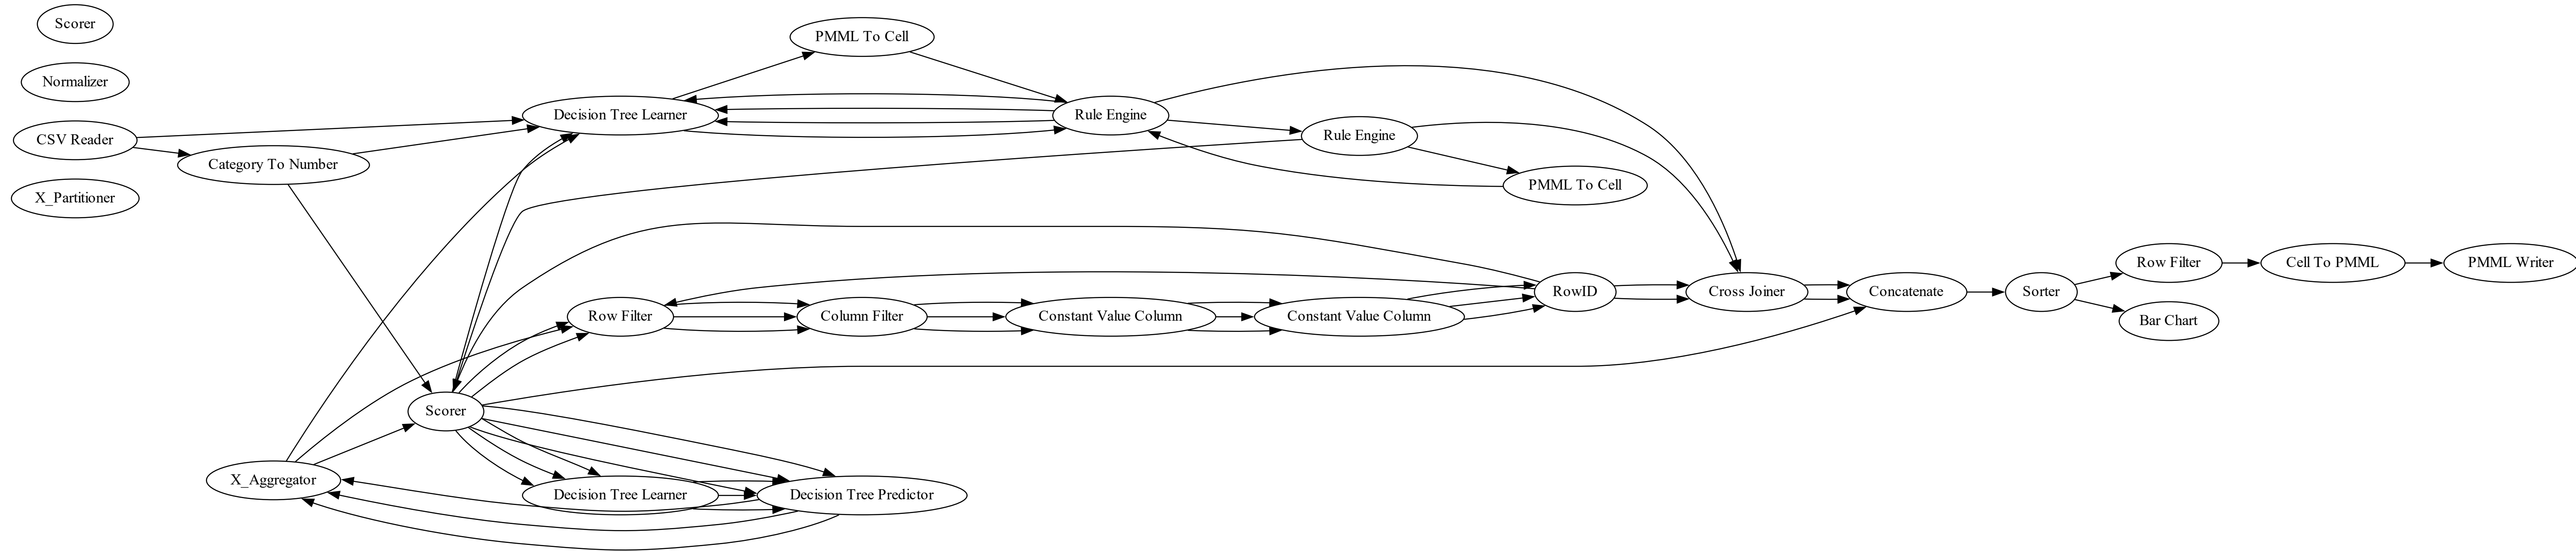 Scorer
Normalizer
CSV Reader
X_Partitioner
Category To Number
Decision Tree Learner
PMML To Cell
Rule Engine
Rule Engine
PMML To Cell
Row Filter
Column Filter
Constant Value Column
Constant Value Column
RowID
Cross Joiner
Concatenate
Sorter
Row Filter
Cell To PMML
PMML Writer
Bar Chart
Scorer
X_Aggregator
Decision Tree Learner
Decision Tree Predictor